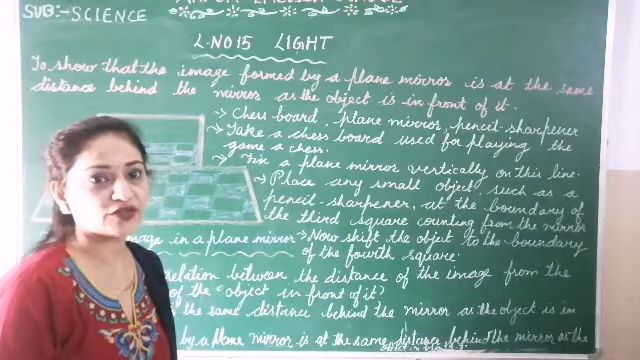 SUB:- SCIENCE
L.NO 15 LIGHT
To show that the image formed by a plane mirror is at the same
distance behind the mirror as the object is in front of it.
→ Chess board, plane mirror, pencil-sharpener
→ Take a chess board used for playing the
game a chess.
→ Fix a plane mirror vertically on this line.
→ Place any small object such as a
pencil-sharpener, at the boundary of
the third square counting from the mirror
image in a plane mirror → Now shift the object to the boundary
of the fourth square.
relation between the distance of the image from the
of the object in front of it?
the same distance behind the mirror as the object is in
by a plane mirror is at the same distance behind the mirror as the